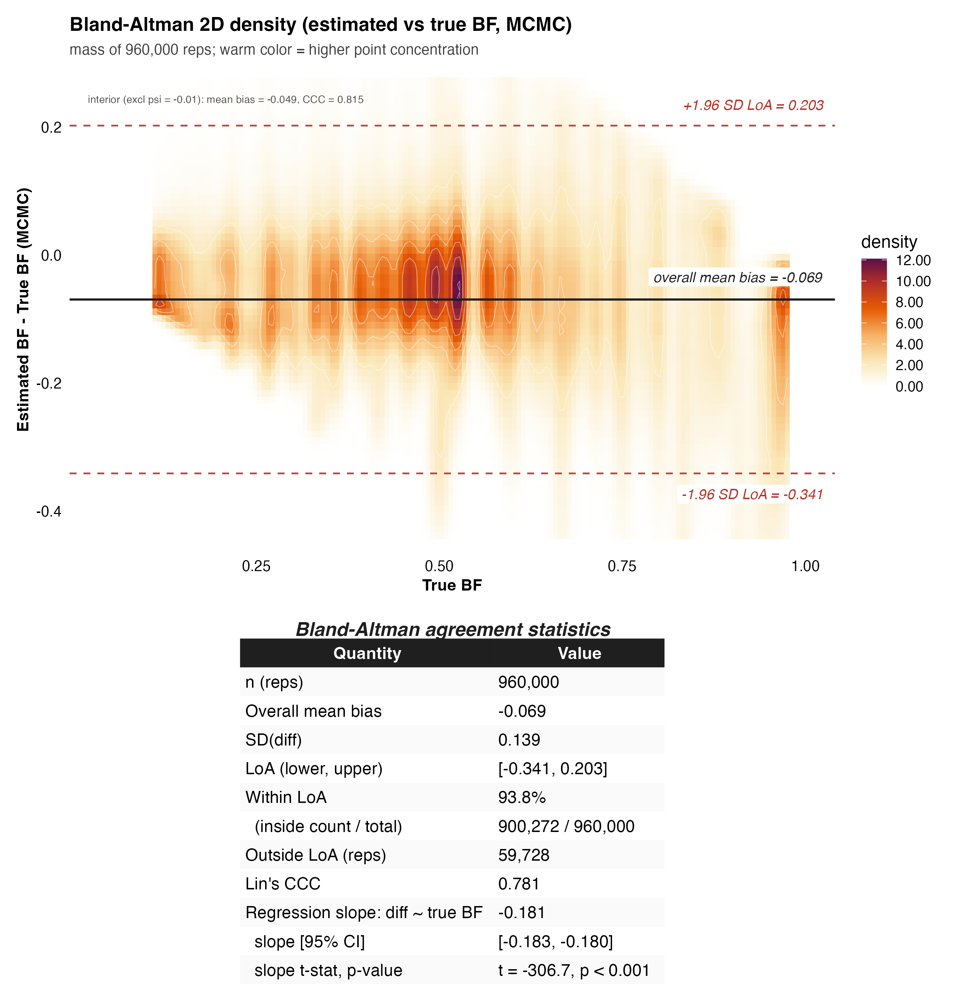 Bland-Altman 2D density (estimated vs true BF, MCMC)
mass of 960,000 reps; warm color = higher point concentration
interior (excl psi = -0.01): mean bias = -0.049, CCC = 0.815
+1.96 SD LoA = 0.203
overall mean bias = -0.069
-1.96 SD LoA = -0.341
Estimated BF - True BF (MCMC)
0.2
0.0
-0.2
-0.4
0.25
0.50
0.75
1.00
True BF
density
12.00
10.00
8.00
6.00
4.00
2.00
0.00
Bland-Altman agreement statistics
Quantity Value
n (reps) 960,000
Overall mean bias -0.069
SD(diff) 0.139
LoA (lower, upper) [-0.341, 0.203]
Within LoA 93.8%
(inside count / total) 900,272 / 960,000
Outside LoA (reps) 59,728
Lin's CCC 0.781
Regression slope: diff ~ true BF -0.181
slope [95% CI] [-0.183, -0.180]
slope t-stat, p-value t = -306.7, p < 0.001